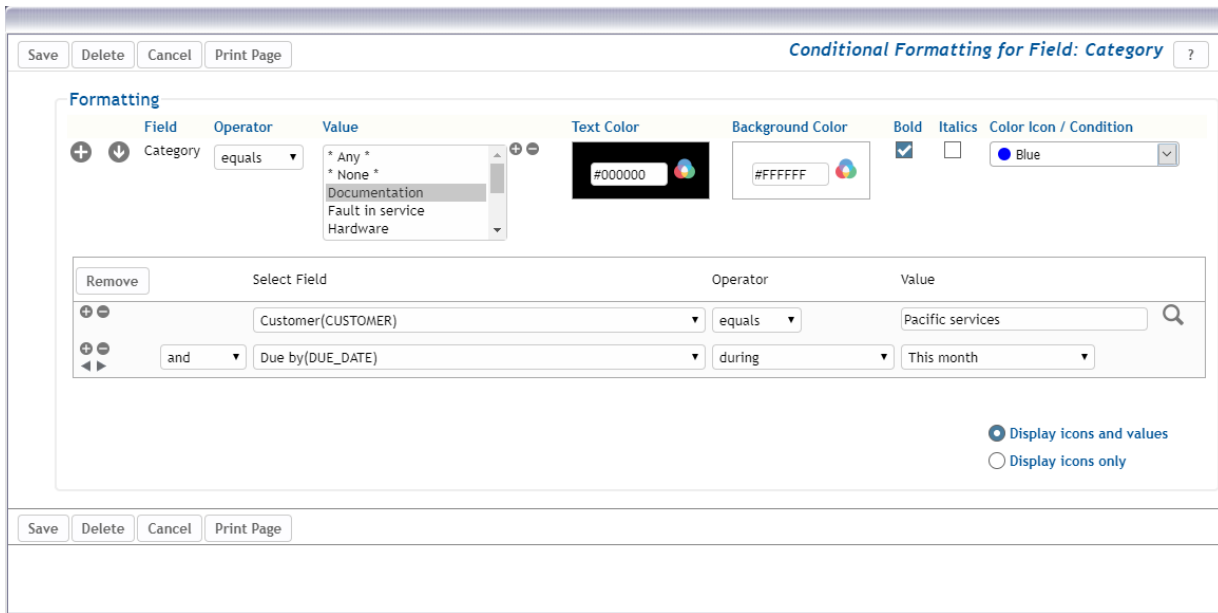 Save Delete Cancel Print Page Conditional Formatting for Field: Category ?
Formatting
Field Operator Value Text Color Background Color Bold Italics Color Icon / Condition
Category equals * Any * #000000 #FFFFFF Blue
* None *
Documentation
Fault in service
Hardware
Remove Select Field Operator Value
Customer(CUSTOMER) equals Pacific services
and Due by(DUE_DATE) during This month
Display icons and values
Display icons only
Save Delete Cancel Print Page